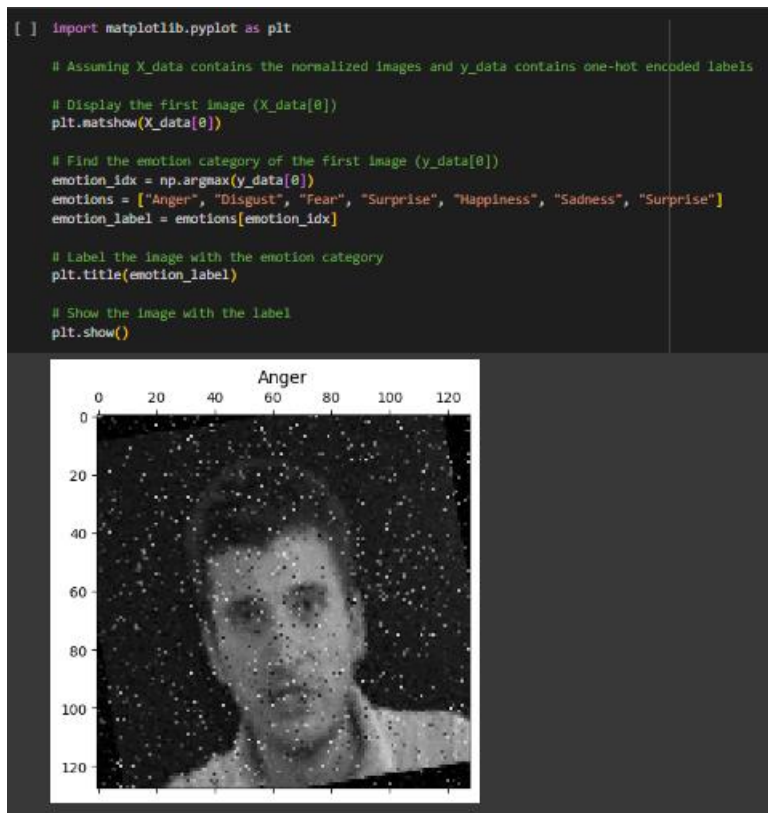 [ ] import matplotlib.pyplot as plt
# Assuming X_data contains the normalized images and y_data contains one-hot encoded labels
# Display the first image (X_data[0])
plt.matshow(X_data[0])
# Find the emotion category of the first image (y_data[0])
emotion_idx = np.argmax(y_data[0])
emotions = ["Anger", "Disgust", "Fear", "Surprise", "Happiness", "Sadness", "Surprise"]
emotion_label = emotions[emotion_idx]
# Label the image with the emotion category
plt.title(emotion_label)
# Show the image with the label
plt.show()
Anger
0 20 40 60 80 100 120
0
20
40
60
80
100
120